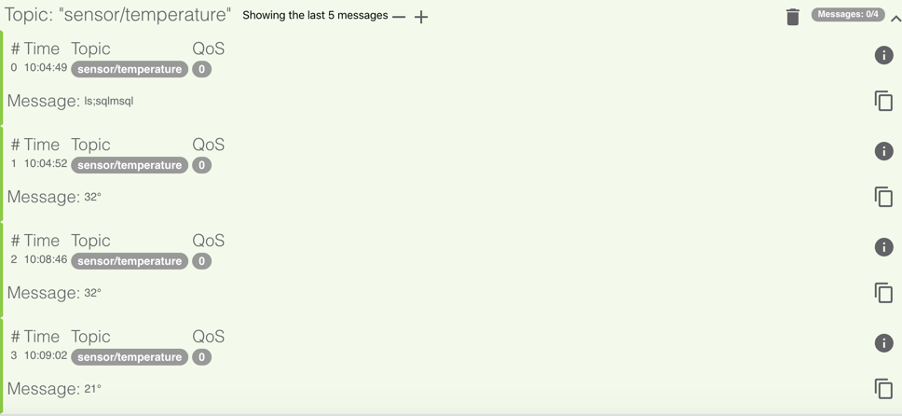 Topic: "sensor/temperature" Showing the last 5 messages — + Messages: 0/4
# Time Topic QoS
0 10:04:49 sensor/temperature 0
Message: ls;sqlmsql
# Time Topic QoS
1 10:04:52 sensor/temperature 0
Message: 32°
# Time Topic QoS
2 10:08:46 sensor/temperature 0
Message: 32°
# Time Topic QoS
3 10:09:02 sensor/temperature 0
Message: 21°